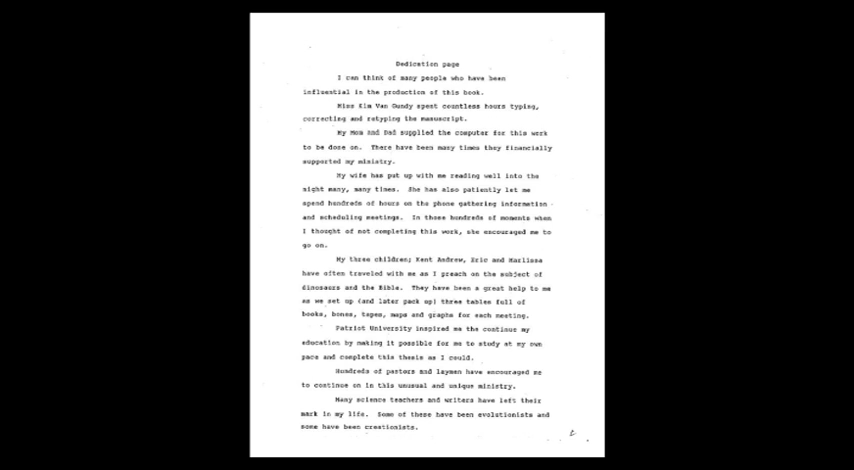 Dedication page
I can think of many people who have been
influential in the production of this book.
Miss Kim Van Gundy spent countless hours typing,
correcting and retyping the manuscript.
My Mom and Dad supplied the computer for this work
to be done on. There have been many times they financially
supported my ministry.
My wife has put up with me reading well into the
night many, many times. She has also patiently let me
spend hundreds of hours on the phone gathering information
and scheduling meetings. In those hundreds of moments when
I thought of not completing this work, she encouraged me to
go on.
My three children; Kent Andrew, Eric and Marlissa
have often traveled with me as I preach on the subject of
dinosaurs and the Bible. They have been a great help to me
as we set up (and later pack up) three tables full of
books, bones, tapes, maps and graphs for each meeting.
Patriot University inspired me the continue my
education by making it possible for me to study at my own
pace and complete this thesis as I could.
Hundreds of pastors and laymen have encouraged me
to continue on in this unusual and unique ministry.
Many science teachers and writers have left their
mark in my life. Some of these have been evolutionists and
some have been creationists.
2